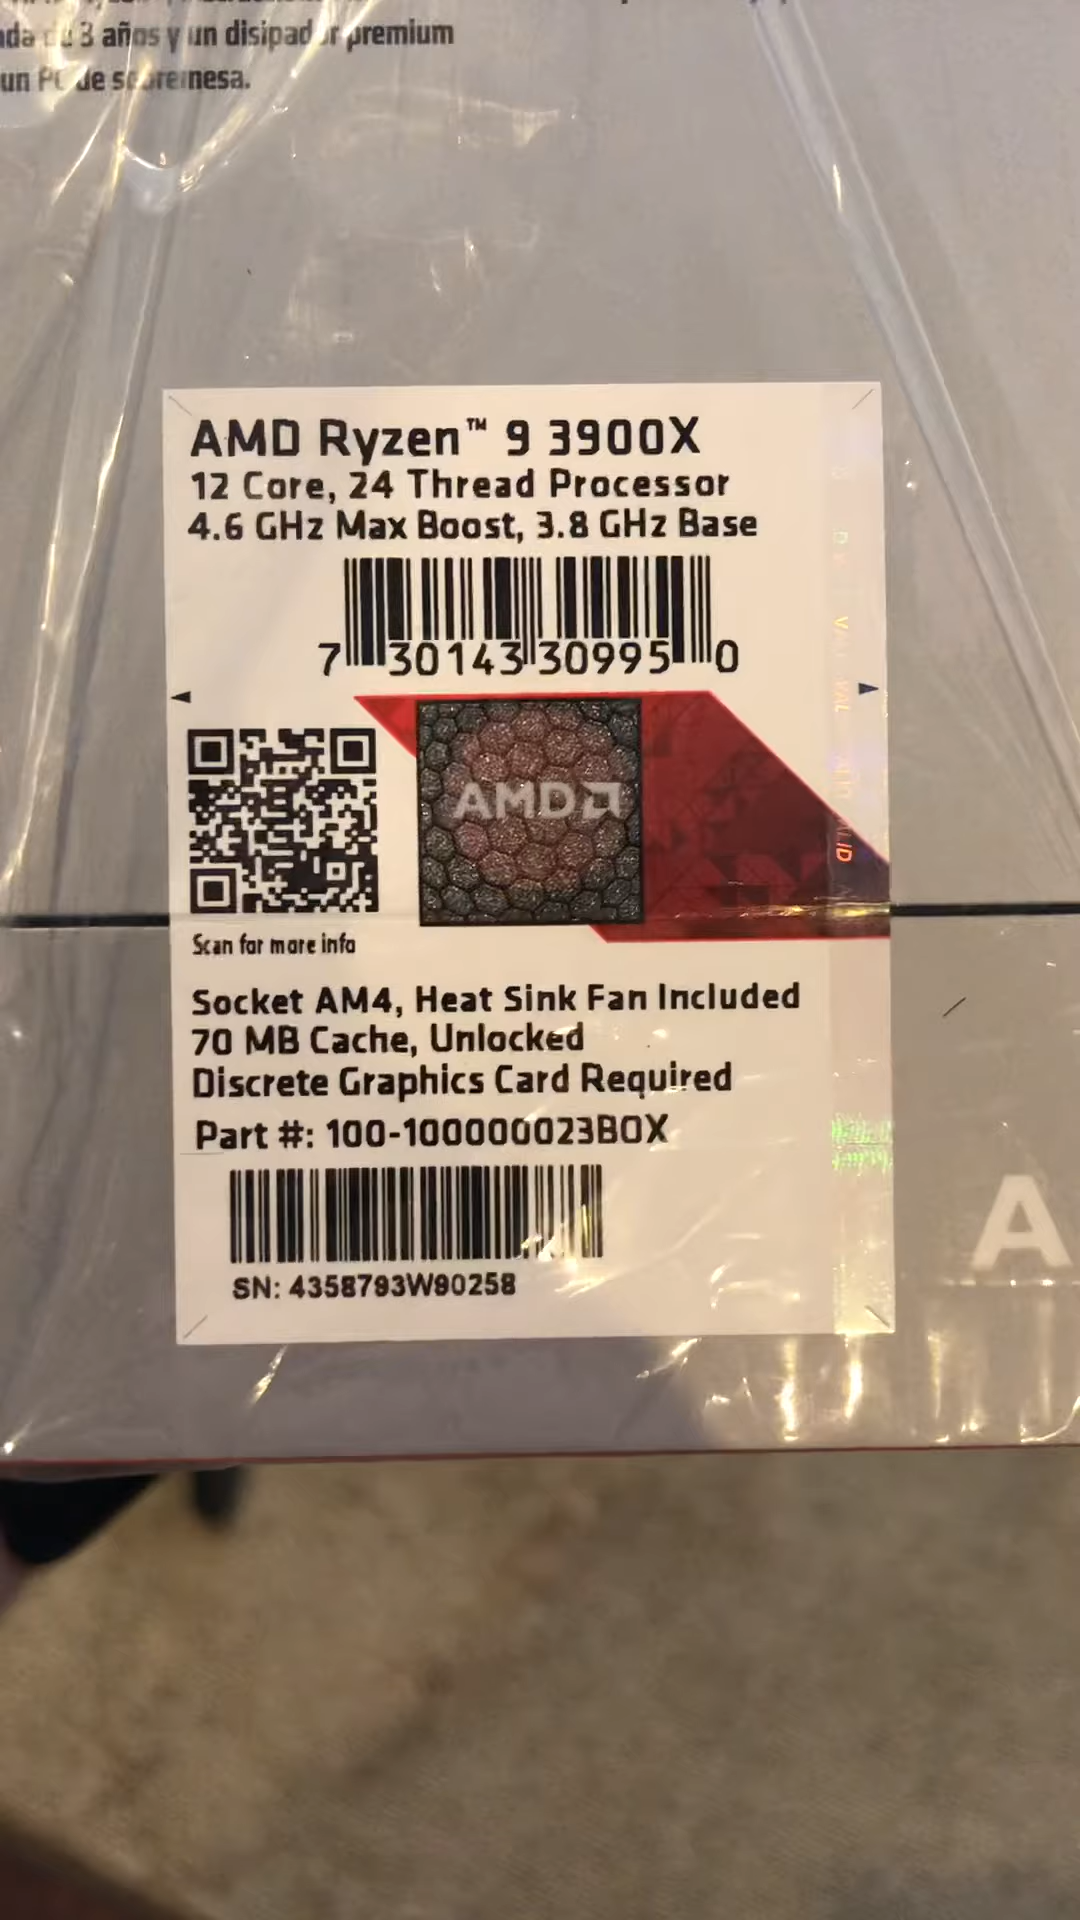 3 años y un disipador premium
un PC de sobremesa.
AMD Ryzen™ 9 3900X
12 Core, 24 Thread Processor
4.6 GHz Max Boost, 3.8 GHz Base
7 30143 30995 0
AMD
VALID
Scan for more info
Socket AM4, Heat Sink Fan Included
70 MB Cache, Unlocked
Discrete Graphics Card Required
Part #: 100-100000023BOX
SN: 4358793W90258
A